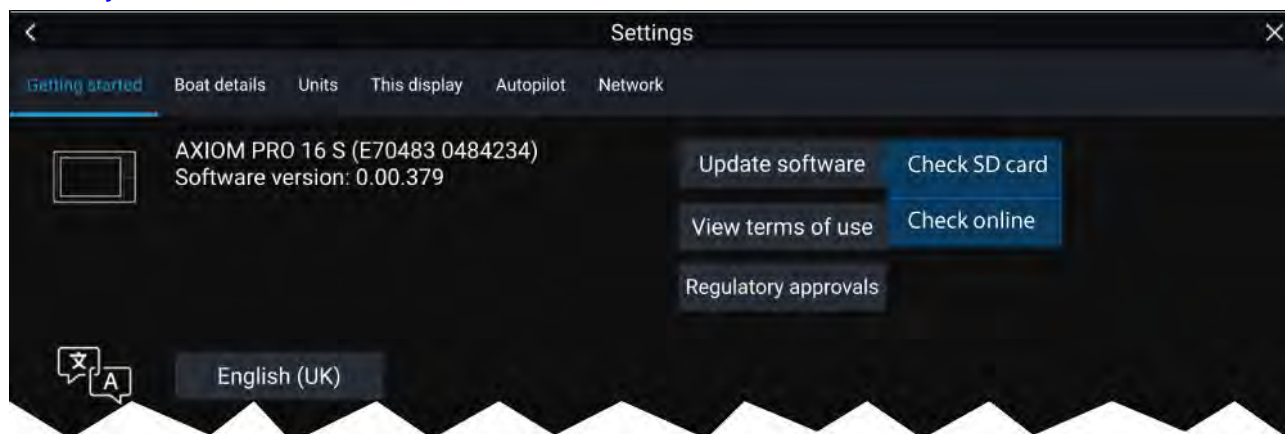 Settings
Getting started Boat details Units This display Autopilot Network
AXIOM PRO 16 S (E70483 0484234)
Software version: 0.00.379
Update software Check SD card
View terms of use Check online
Regulatory approvals
文 A
English (UK)